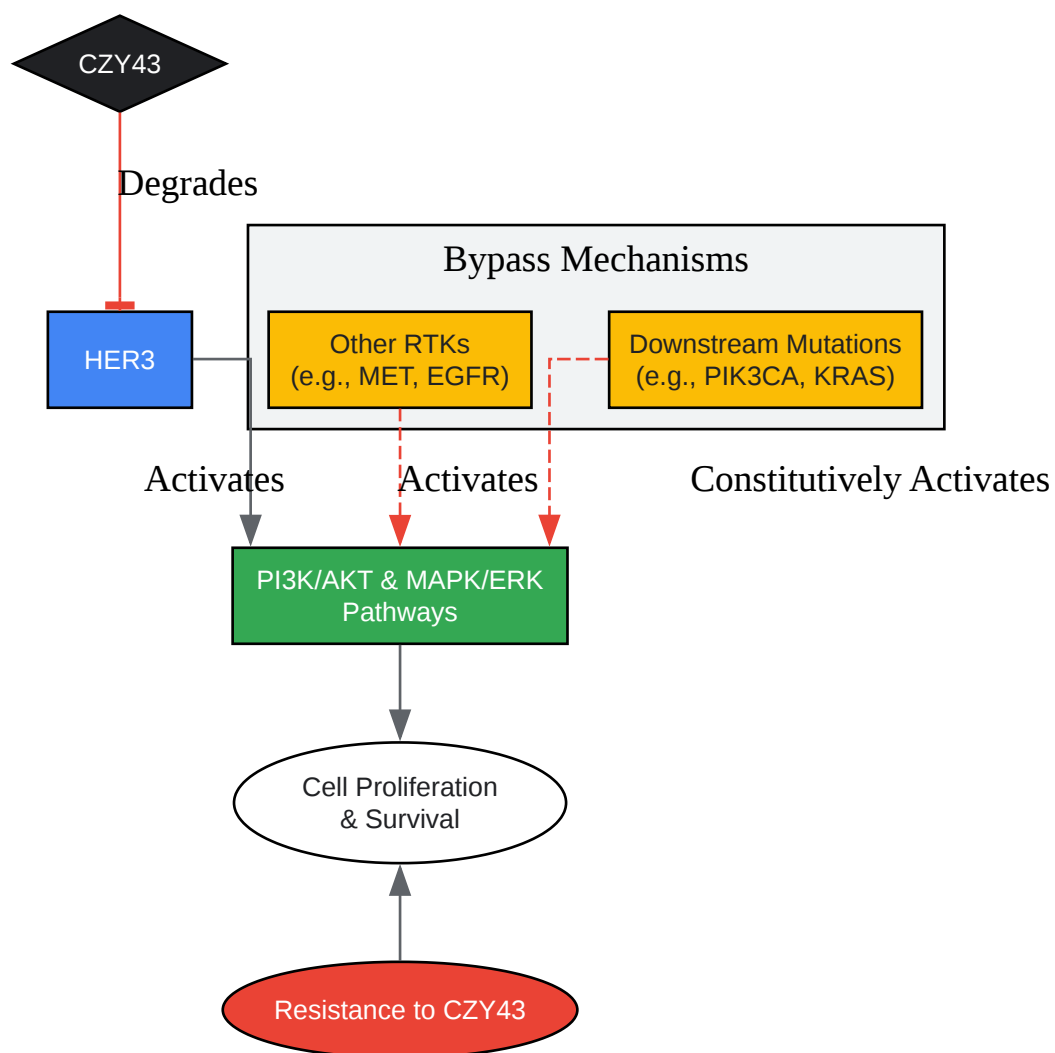 CZY43
Degrades
Bypass Mechanisms
HER3
Other RTKs
(e.g., MET, EGFR)
Downstream Mutations
(e.g., PIK3CA, KRAS)
Activates
Activates
Constitutively Activates
PI3K/AKT & MAPK/ERK
Pathways
Cell Proliferation
& Survival
Resistance to CZY43